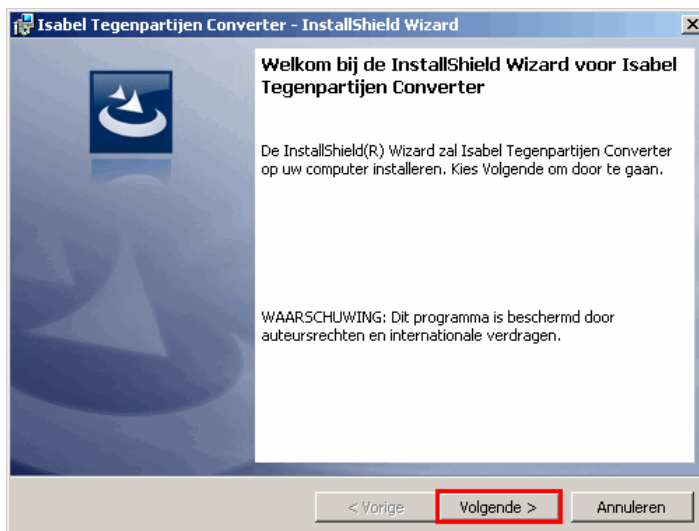 Isabel Tegenpartijen Converter - InstallShield Wizard
Welkom bij de InstallShield Wizard voor Isabel
Tegenpartijen Converter
De InstallShield(R) Wizard zal Isabel Tegenpartijen Converter
op uw computer installeren. Kies Volgende om door te gaan.
WAARSCHUWING: Dit programma is beschermd door
auteursrechten en internationale verdragen.
< Vorige
Volgende >
Annuleren